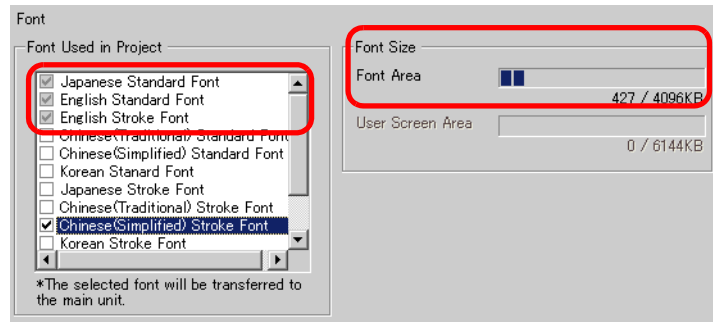 Font
Font Used in Project
Japanese Standard Font
English Standard Font
English Stroke Font
Chinese(Traditional) Standard Font
Chinese(Simplified) Standard Font
Korean Stanard Font
Japanese Stroke Font
Chinese(Traditional) Stroke Font
Chinese(Simplified) Stroke Font
Korean Stroke Font
*The selected font will be transferred to
the main unit.
Font Size
Font Area
427 / 4096KB
User Screen Area
0 / 6144KB